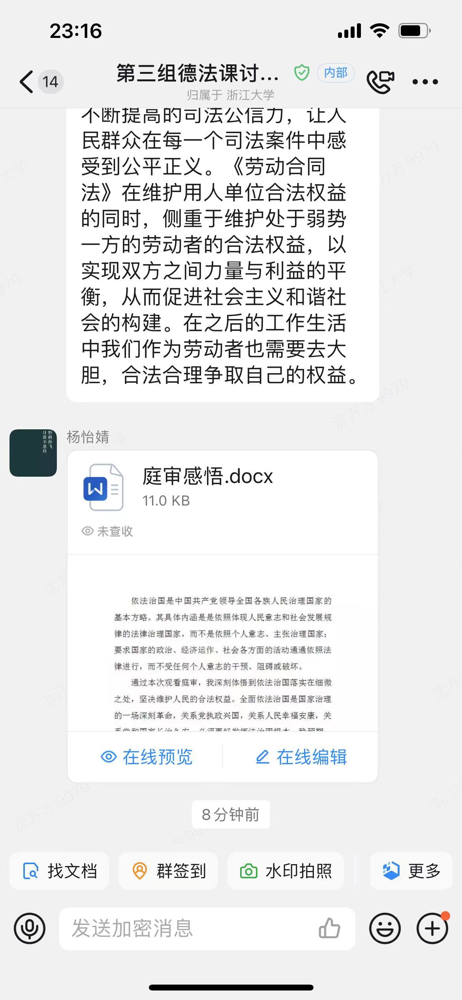 23:16
14
第三组德法课讨...
内部
归属于 浙江大学
不断提高的司法公信力，让人
民群众在每一个司法案件中感
受到公平正义。《劳动合同
法》在维护用人单位合法权益
的同时，侧重于维护处于弱势
一方的劳动者的合法权益，以
实现双方之间力量与利益的平
衡，从而促进社会主义和谐社
会的构建。在之后的工作生活
中我们作为劳动者也需要去大
胆，合法合理争取自己的权益。
野鹤纷飞
日暮不思归
杨怡婧
庭审感悟.docx
11.0 KB
未查收
依法治国是中国共产党领导全国各族人民治理国家的
基本方略。其具体内涵是是依照体现人民意志和社会发展规
律的法律治理国家，而不是依照个人意志、主张治理国家；
要求国家的政治、经济运作、社会各方面的活动通通依照法
律进行，而不受任何个人意志的干预、阻碍或破坏。
通过本次观看庭审，我深刻体悟到依法治国落实在细微
之处，坚决维护人民的合法权益。全面依法治国是国家治理
的一场深刻革命，关系党执政兴国，关系人民幸福安康，关
在线预览
在线编辑
8 分钟前
找文档
群签到
水印拍照
更多
发送加密消息
沈方方 9979